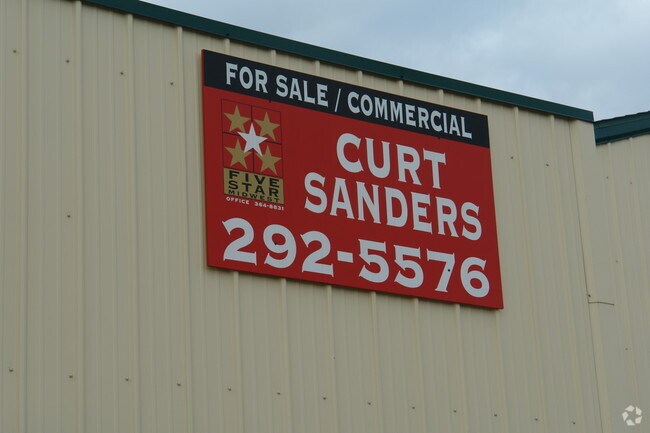 FOR SALE / COMMERCIAL
FIVE
STAR
MIDWEST
OFFICE 364-6831
CURT
SANDERS
292-5576